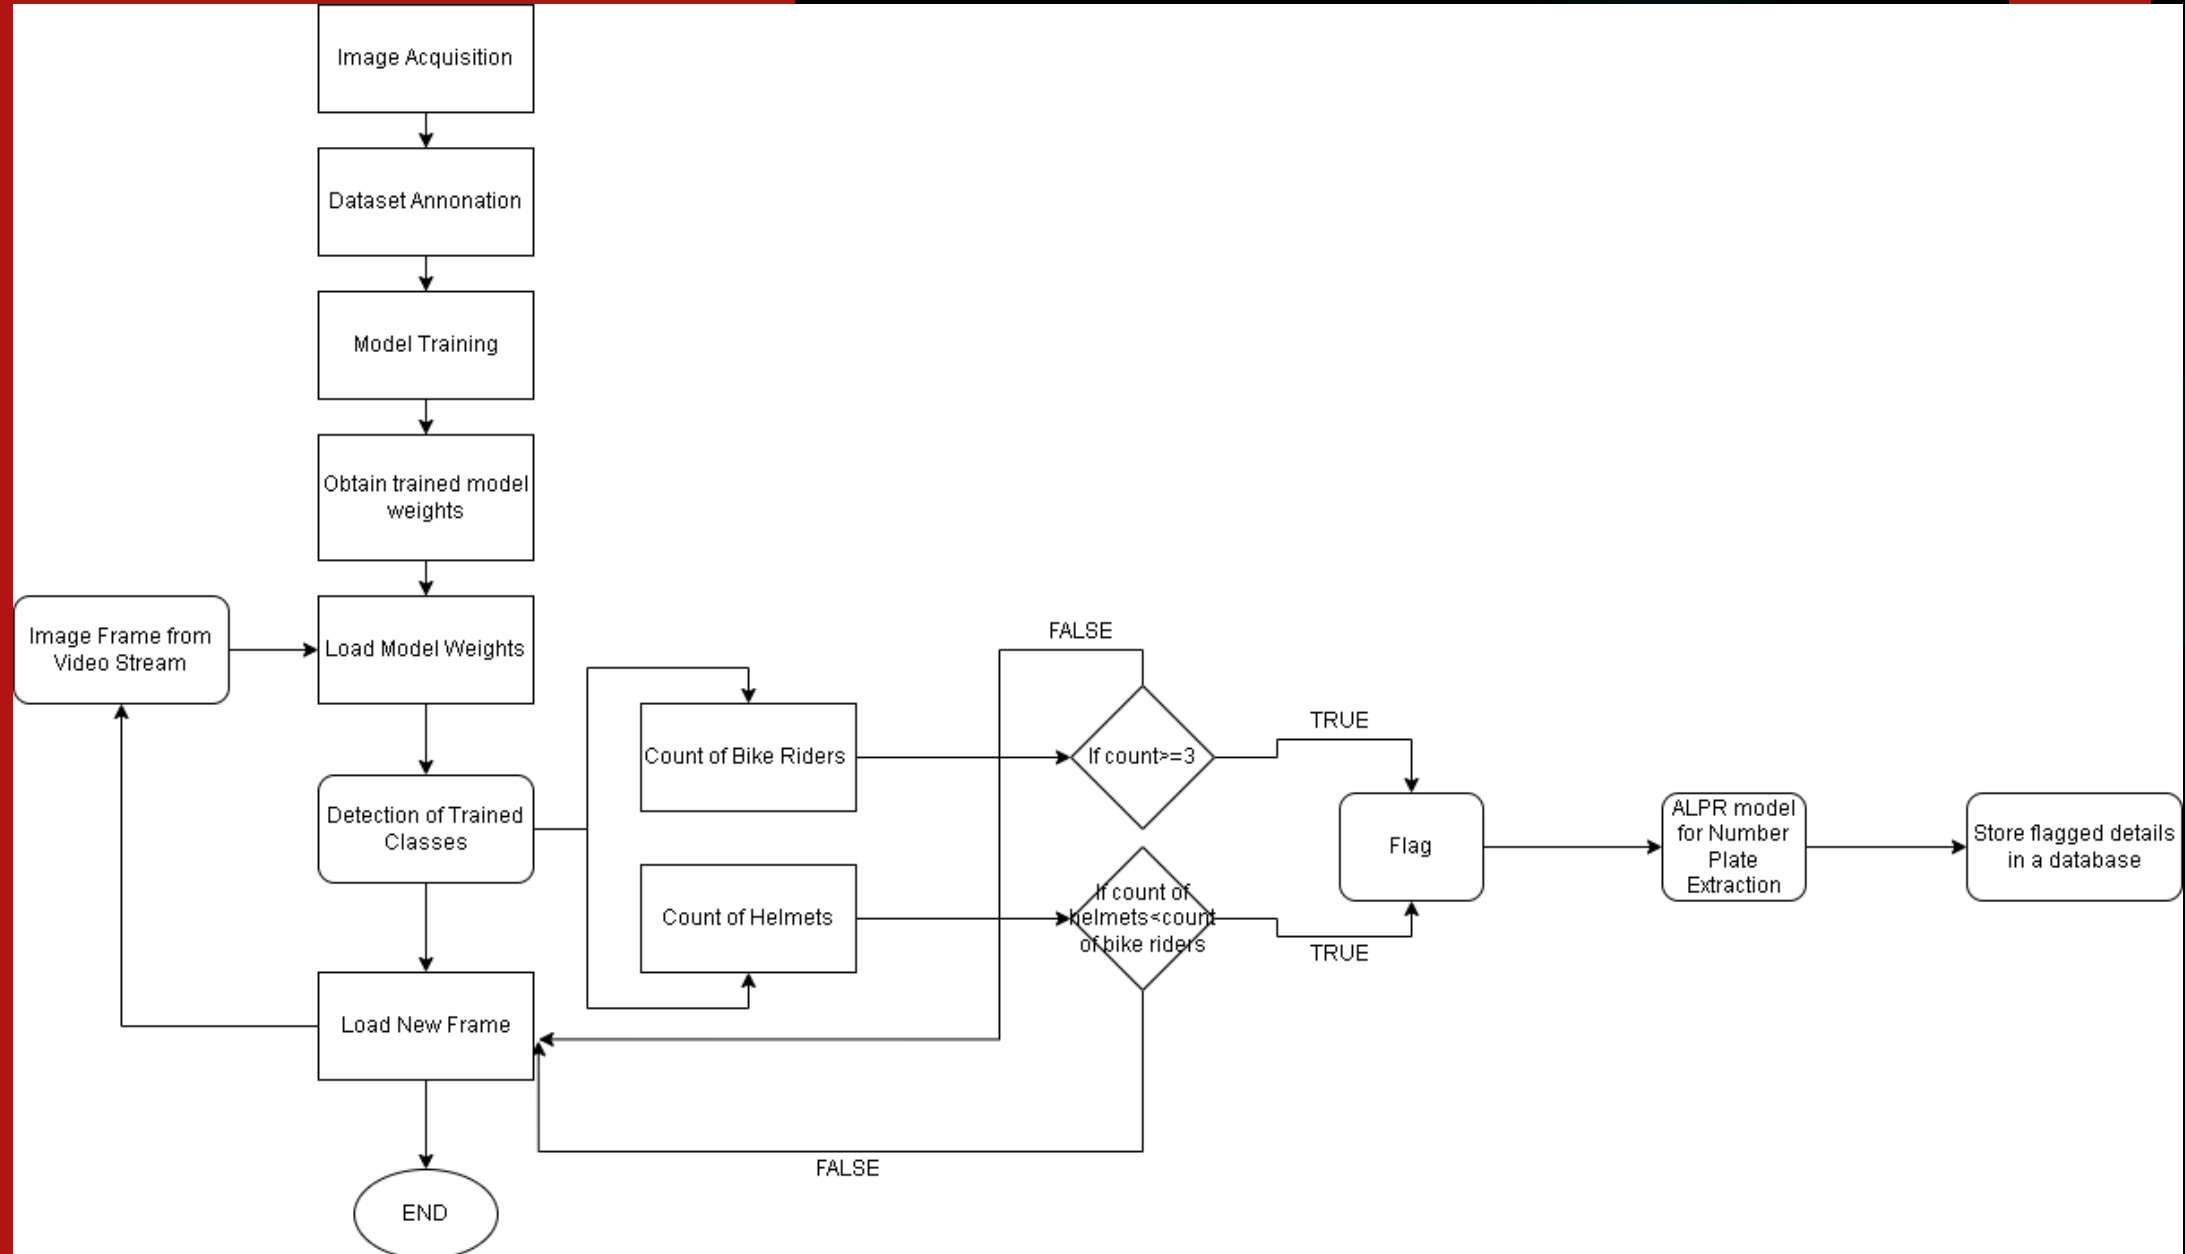 Image Acquisition
Dataset Annonation
Model Training
Obtain trained model
weights
Image Frame from
Video Stream
Load Model Weights
FALSE
Count of Bike Riders
If count>=3
TRUE
Detection of Trained
Classes
Flag
ALPR model
for Number
Plate
Extraction
Store flagged details
in a database
Count of Helmets
If count of
helmets<count
of bike riders
TRUE
Load New Frame
FALSE
END